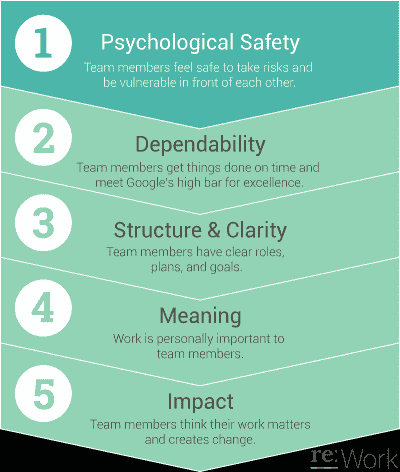 1
Psychological Safety
Team members feel safe to take risks and
be vulnerable in front of each other.
2
Dependability
Team members get things done on time and
meet Google's high bar for excellence.
3
Structure & Clarity
Team members have clear roles,
plans, and goals.
4
Meaning
Work is personally important to
team members.
5
Impact
Team members think their work matters
and creates change.
re:Work